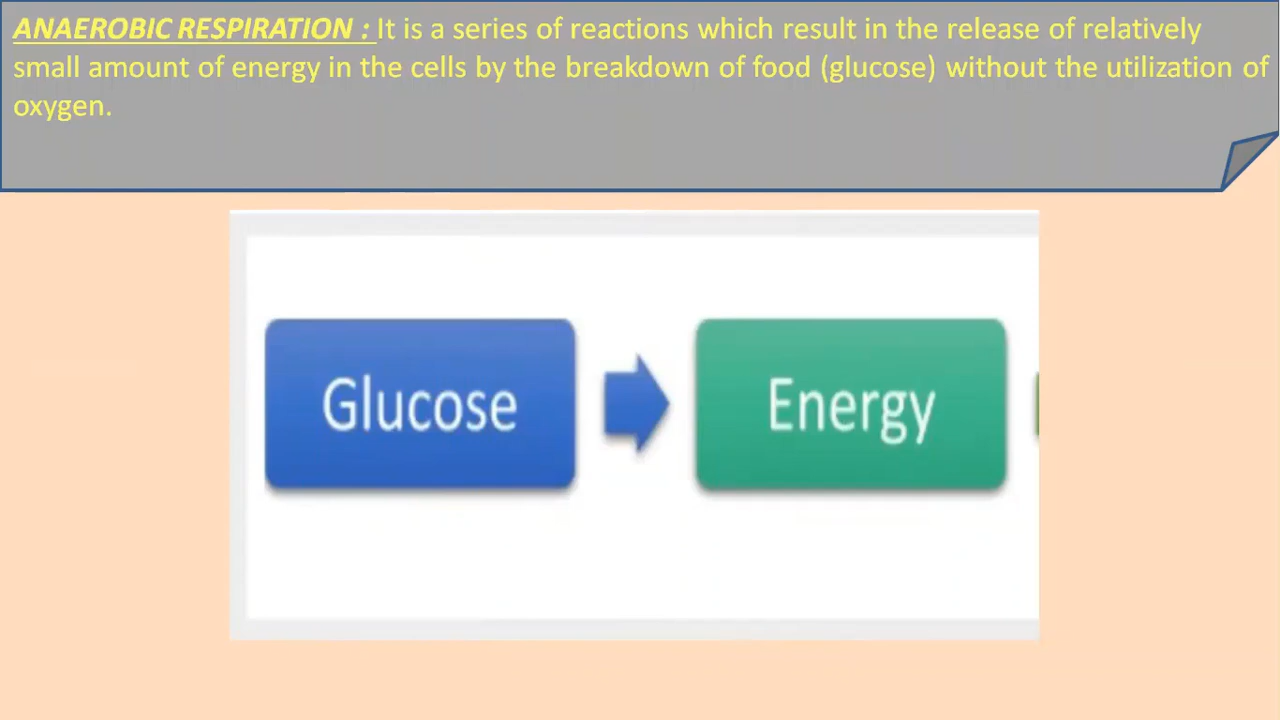 ANAEROBIC RESPIRATION : It is a series of reactions which result in the release of relatively
small amount of energy in the cells by the breakdown of food (glucose) without the utilization of
oxygen.
Glucose
Energy